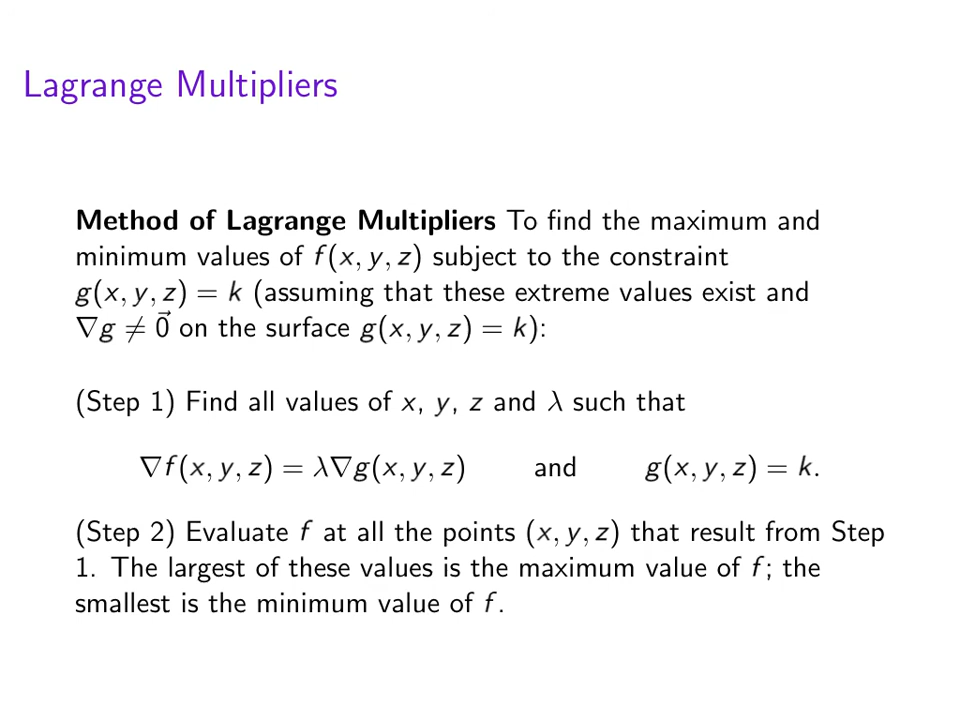 Lagrange Multipliers
Method of Lagrange Multipliers To find the maximum and
minimum values of f(x, y, z) subject to the constraint
g(x, y, z) = k (assuming that these extreme values exist and
∇g ≠ 0⃗ on the surface g(x, y, z) = k):
(Step 1) Find all values of x, y, z and λ such that
∇f(x, y, z) = λ∇g(x, y, z) and g(x, y, z) = k.
(Step 2) Evaluate f at all the points (x, y, z) that result from Step
1. The largest of these values is the maximum value of f; the
smallest is the minimum value of f.